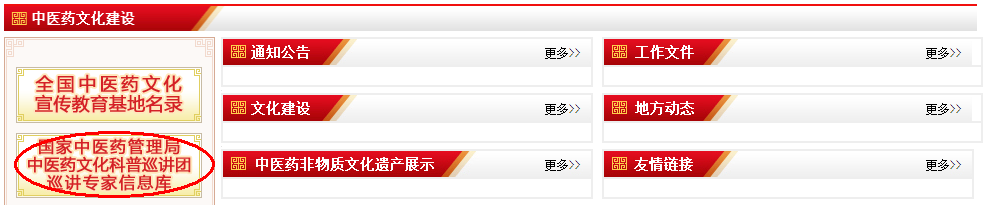 中医药文化建设
全国中医药文化
宣传教育基地名录
国家中医药管理局
中医药文化科普巡讲团
巡讲专家信息库
通知公告 更多>>
工作文件 更多>>
文化建设 更多>>
地方动态 更多>>
中医药非物质文化遗产展示 更多>>
友情链接 更多>>